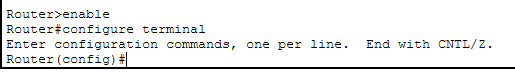 Router>enable
Router#configure terminal
Enter configuration commands, one per line.  End with CNTL/Z.
Router(config)#